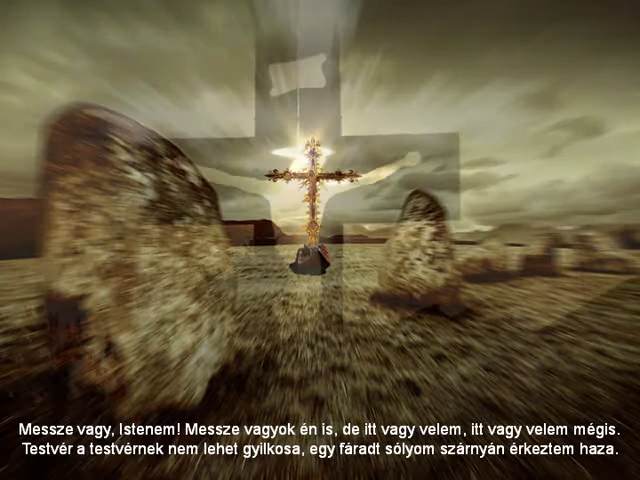 Messze vagy, Istenem! Messze vagyok én is, de itt vagy velem, itt vagy velem mégis.
Testvér a testvérnek nem lehet gyilkosa, egy fáradt sólyom szárnyán érkeztem haza.